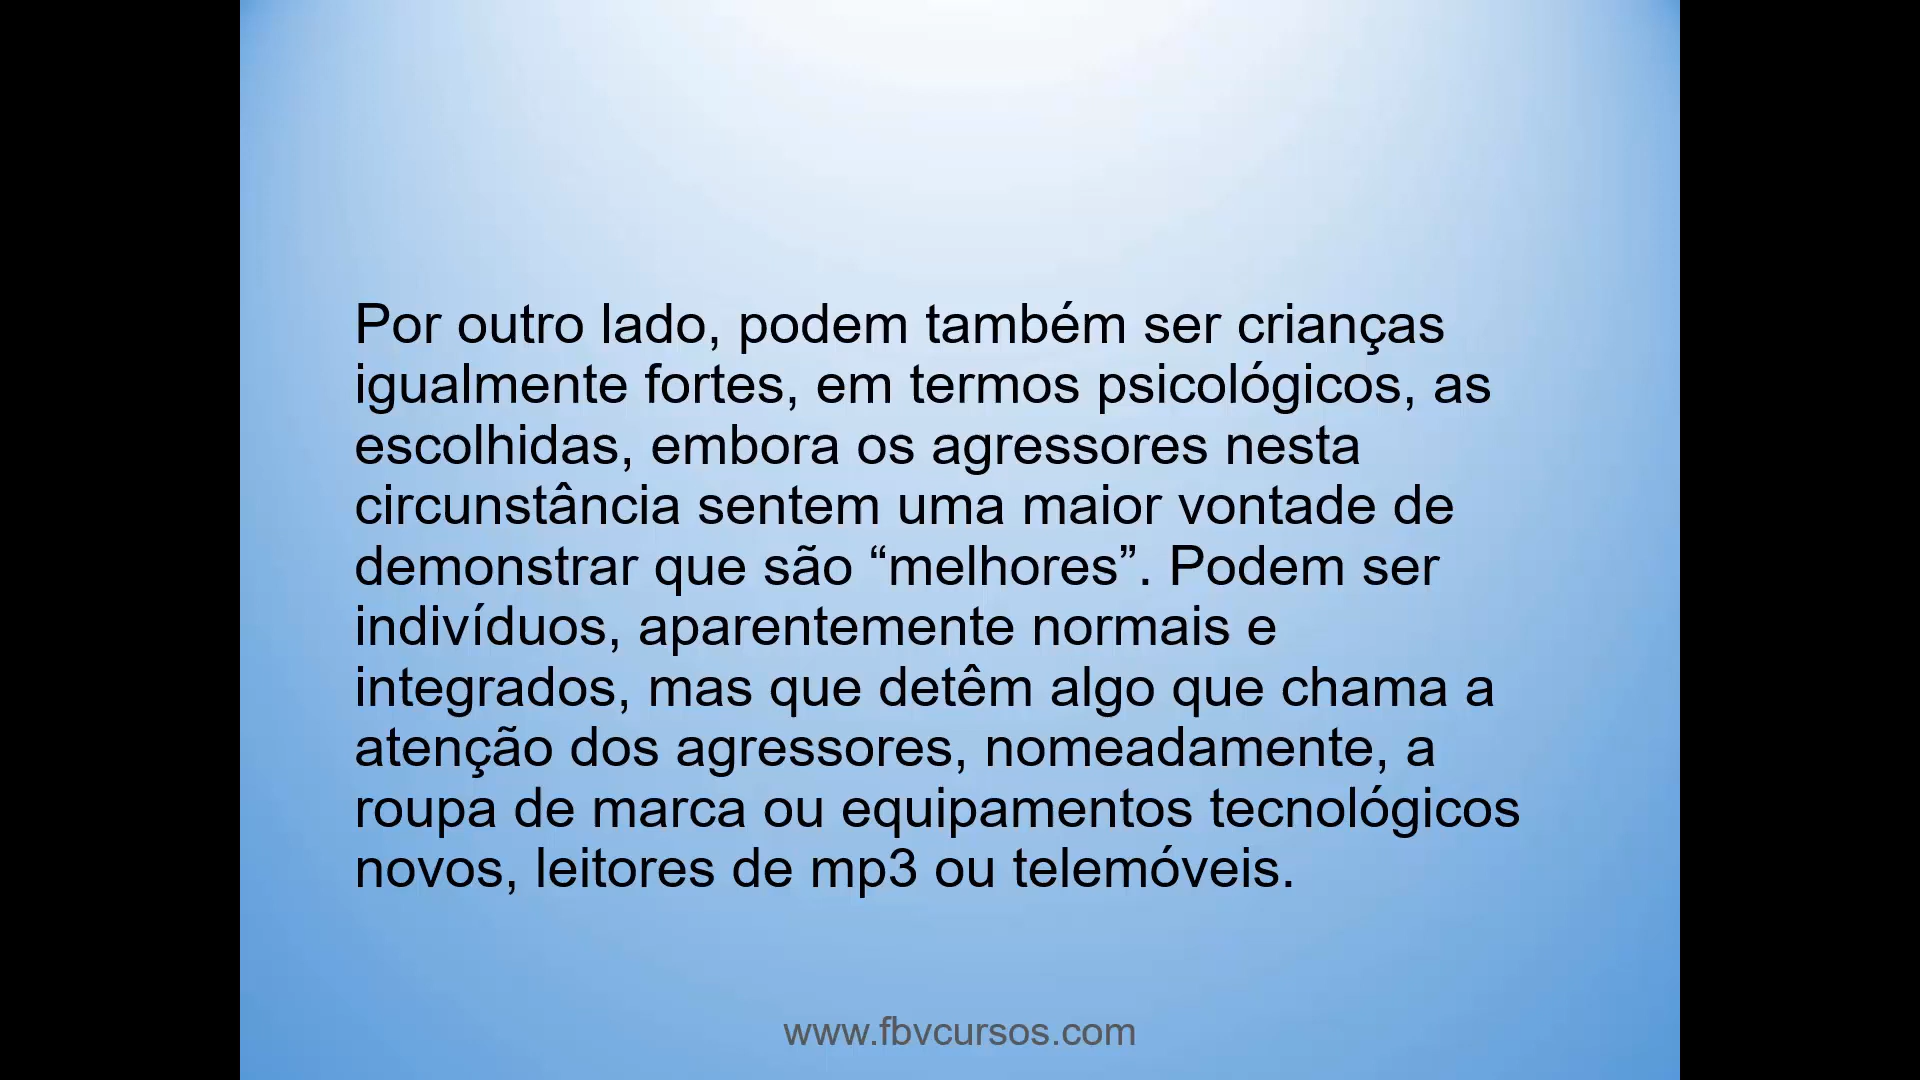 Por outro lado, podem também ser crianças
igualmente fortes, em termos psicológicos, as
escolhidas, embora os agressores nesta
circunstância sentem uma maior vontade de
demonstrar que são “melhores”. Podem ser
indivíduos, aparentemente normais e
integrados, mas que detêm algo que chama a
atenção dos agressores, nomeadamente, a
roupa de marca ou equipamentos tecnológicos
novos, leitores de mp3 ou telemóveis.
www.fbvcursos.com